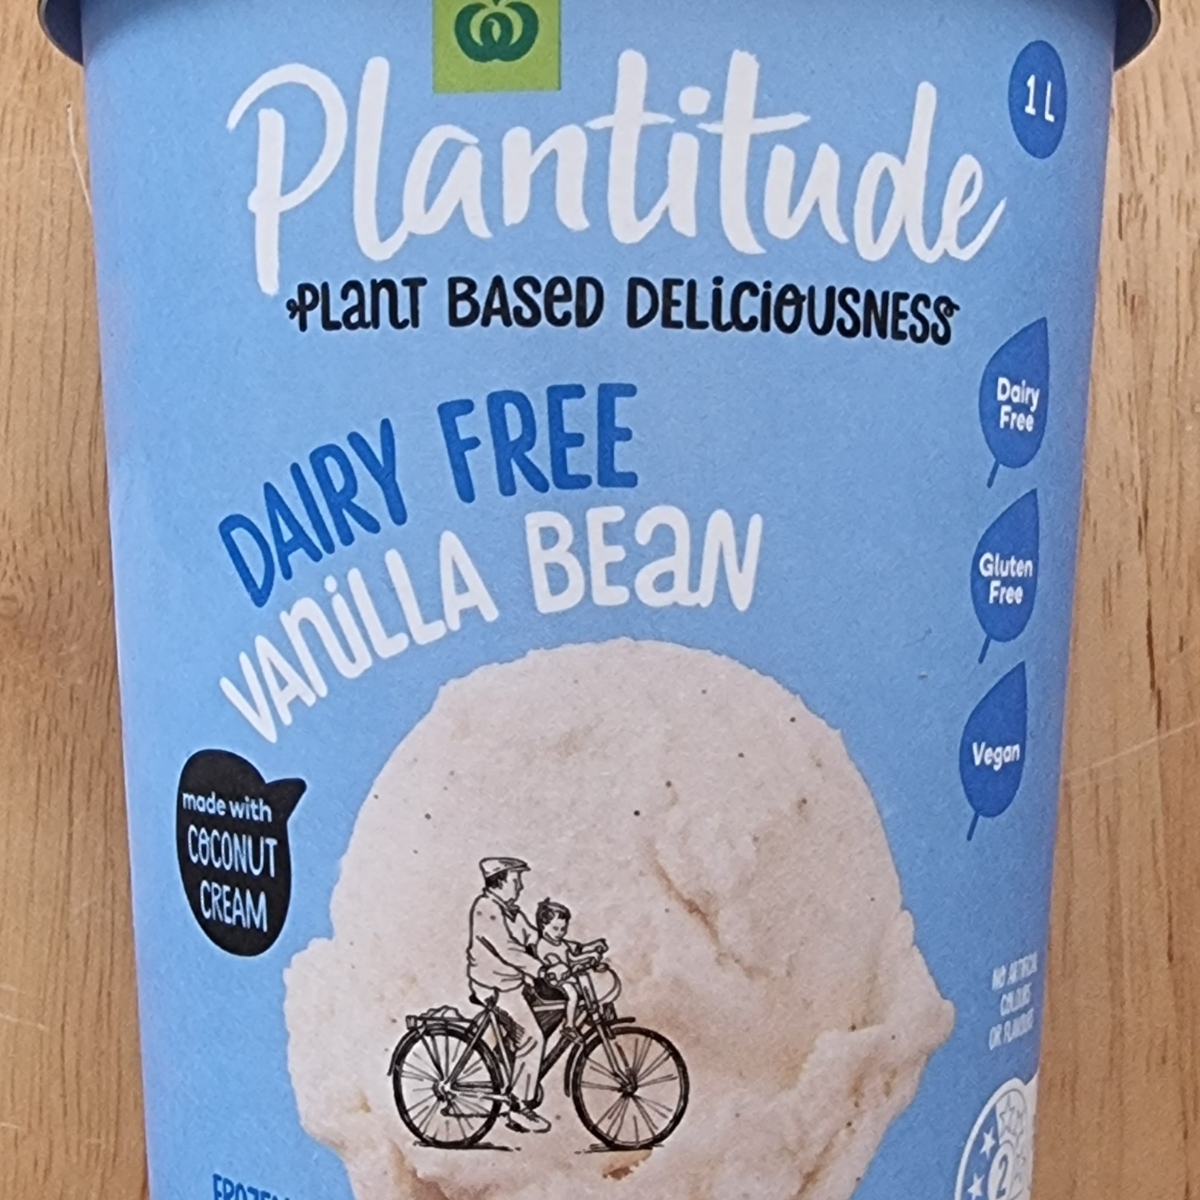 Plantitude
1 L
PLANT BASED DELICIOUSNESS
DAIRY FREE
VANILLA BEAN
Dairy
Free
Gluten
Free
Vegan
made with
COCONUT
CREAM
NO ARTIFICIAL
COLOURS
OR
2